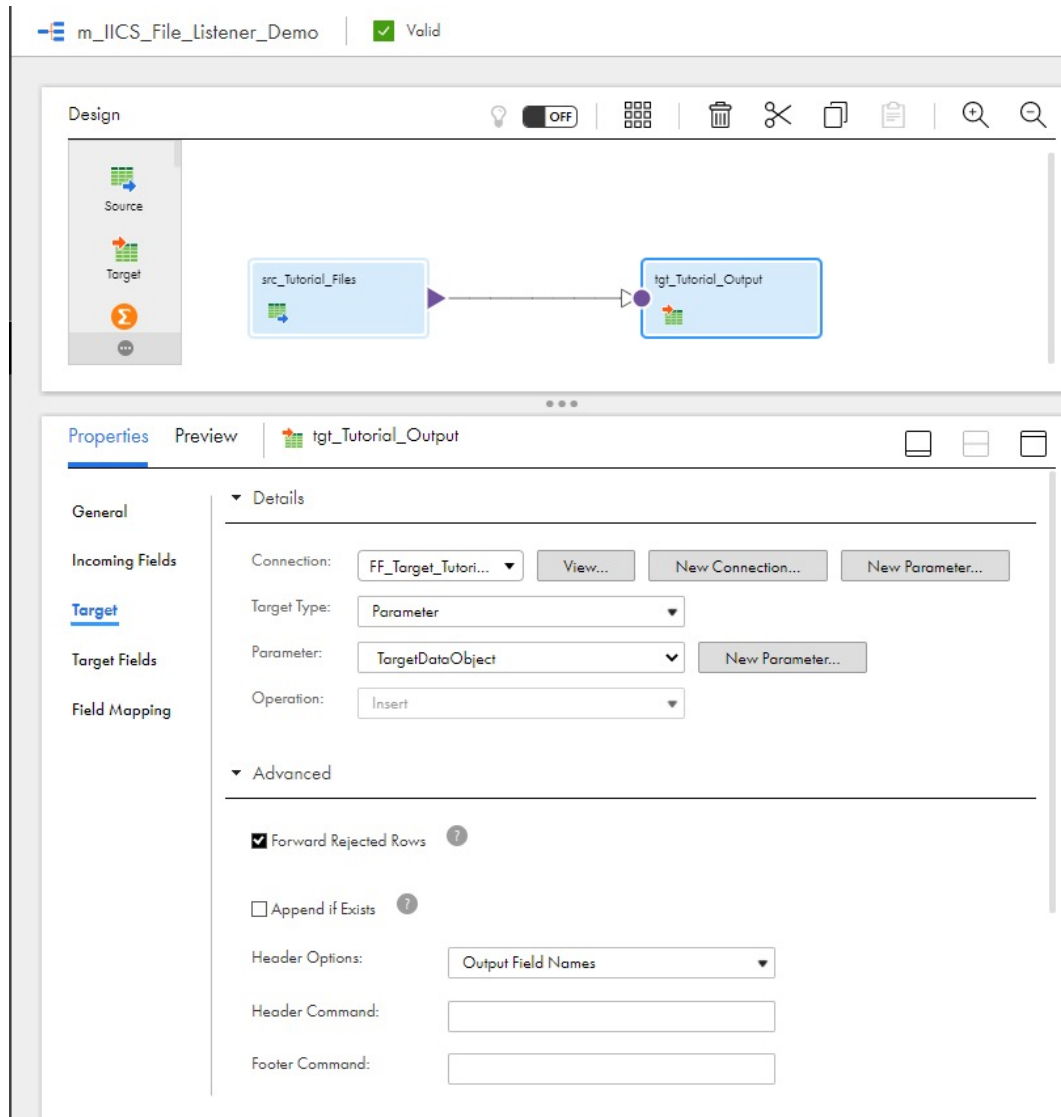 m_IICS_File_Listener_Demo Valid
Design OFF
Source
Target
src_Tutorial_Files
tgt_Tutorial_Output
Properties Preview tgt_Tutorial_Output
General
Incoming Fields
Target
Target Fields
Field Mapping
Details
Connection: FF_Target_Tutori... View... New Connection... New Parameter...
Target Type: Parameter
Parameter: TargetDataObject New Parameter...
Operation: Insert
Advanced
Forward Rejected Rows ?
Append if Exists ?
Header Options: Output Field Names
Header Command:
Footer Command: